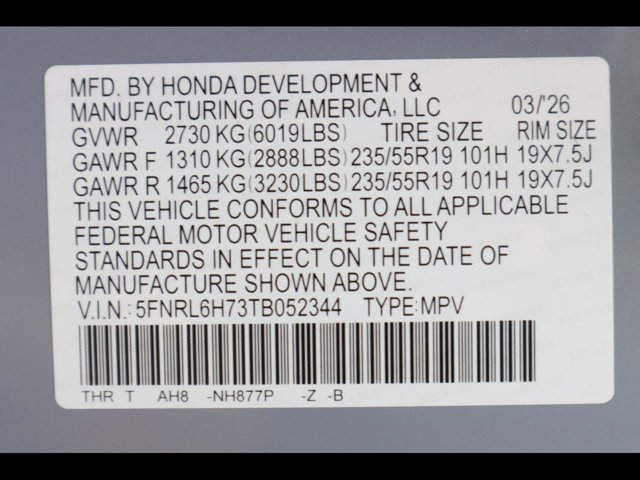 MFD. BY HONDA DEVELOPMENT &
MANUFACTURING OF AMERICA, LLC 03/'26
GVWR 2730 KG(6019LBS) TIRE SIZE RIM SIZE
GAWR F 1310 KG(2888LBS) 235/55R19 101H 19X7.5J
GAWR R 1465 KG(3230LBS) 235/55R19 101H 19X7.5J
THIS VEHICLE CONFORMS TO ALL APPLICABLE
FEDERAL MOTOR VEHICLE SAFETY
STANDARDS IN EFFECT ON THE DATE OF
MANUFACTURE SHOWN ABOVE.
V.I.N.: 5FNRL6H73TB052344 TYPE:MPV
THR T AH8 -NH877P -Z -B